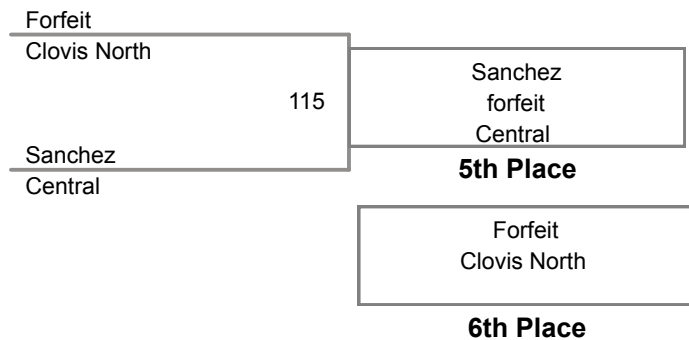 Forfeit
Clovis North
115
Sanchez
Central
Sanchez
forfeit
Central
5th Place
Forfeit
Clovis North
6th Place